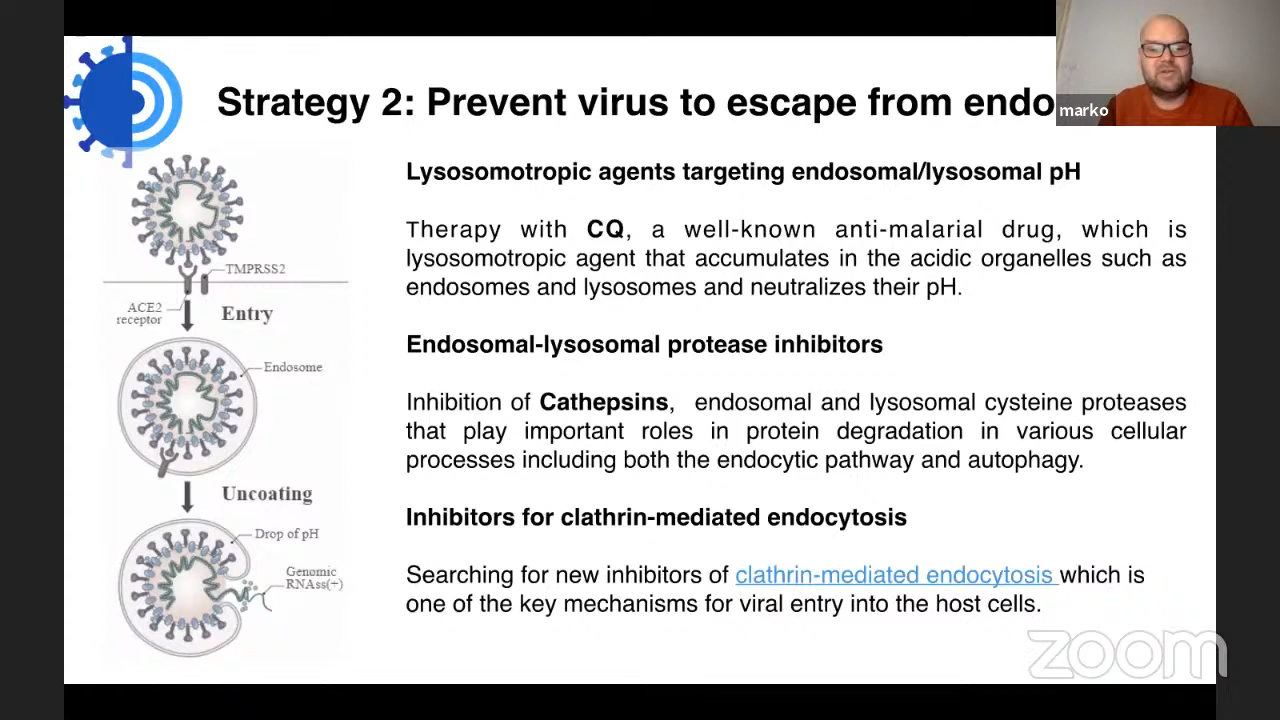 Strategy 2: Prevent virus to escape from endo
marko
Lysosomotropic agents targeting endosomal/lysosomal pH
Therapy with CQ, a well-known anti-malarial drug, which is
lysosomotropic agent that accumulates in the acidic organelles such as
endosomes and lysosomes and neutralizes their pH.
Endosomal-lysosomal protease inhibitors
Inhibition of Cathepsins, endosomal and lysosomal cysteine proteases
that play important roles in protein degradation in various cellular
processes including both the endocytic pathway and autophagy.
Inhibitors for clathrin-mediated endocytosis
Searching for new inhibitors of clathrin-mediated endocytosis which is
one of the key mechanisms for viral entry into the host cells.
TMPRSS2
ACE2
receptor
Entry
Endosome
Uncoating
Drop of pH
Genomic
RNAss(+)
zoom